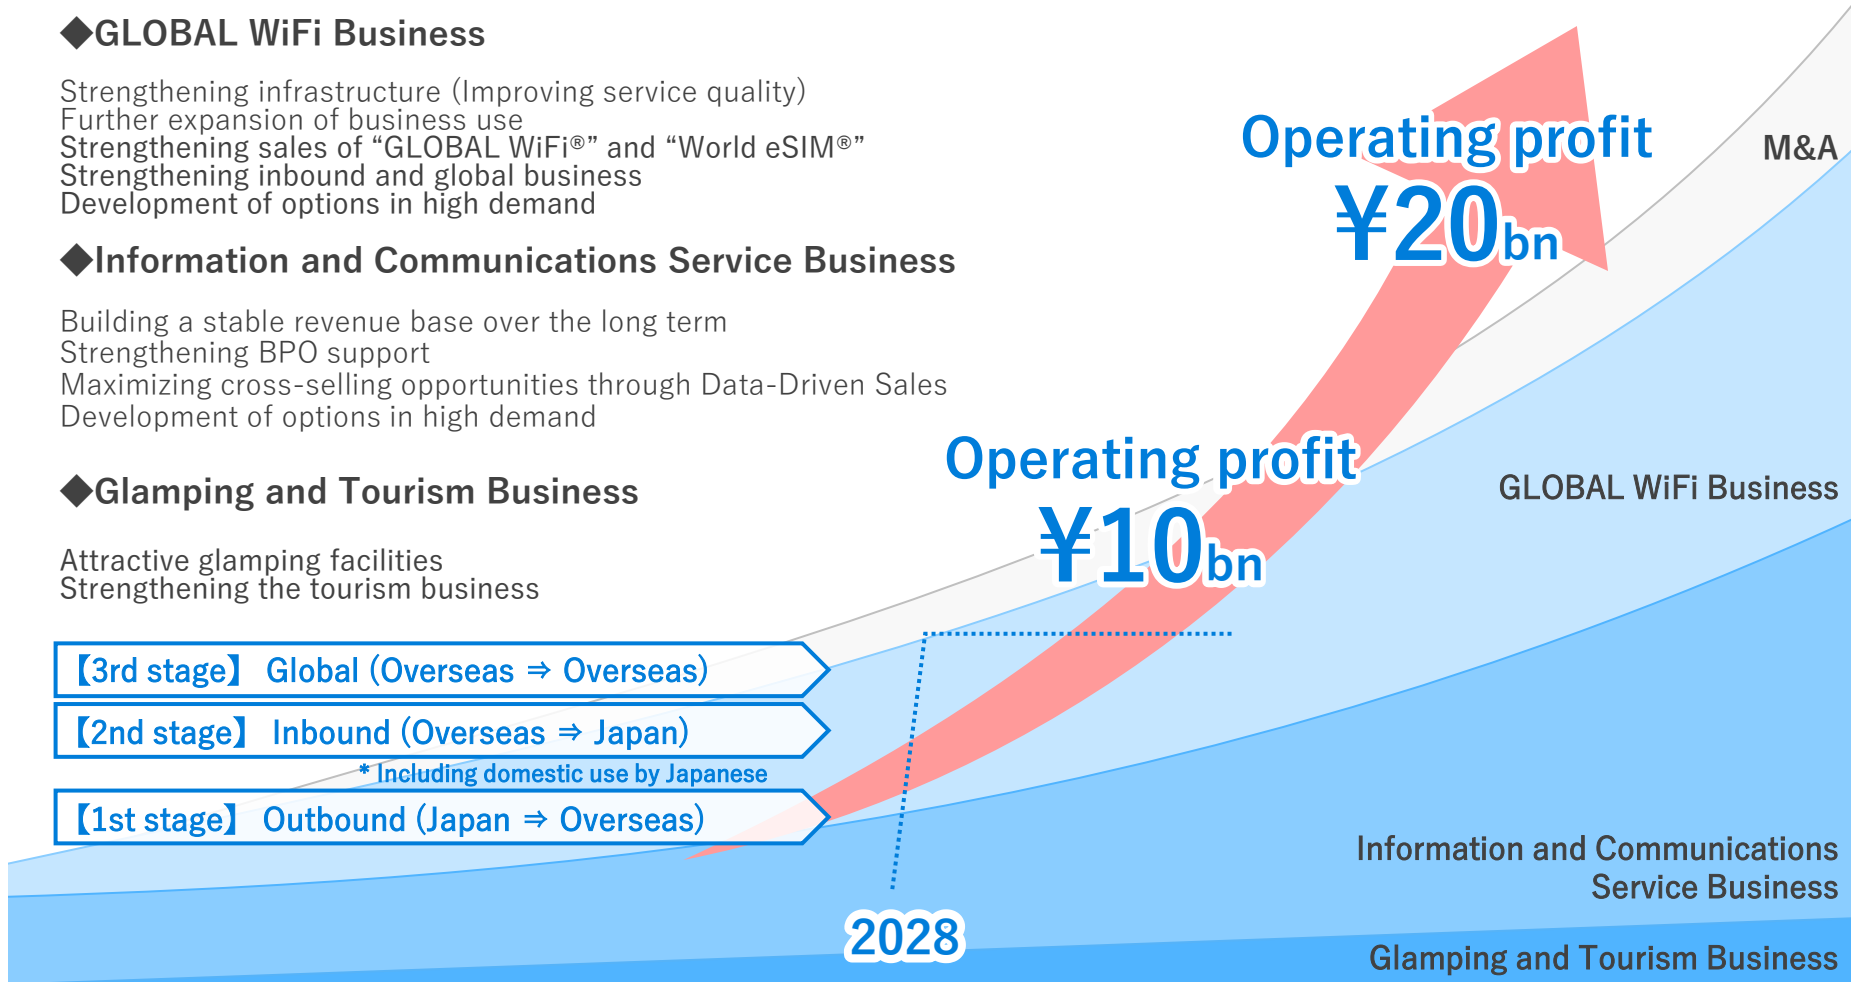 ◆GLOBAL WiFi Business
Strengthening infrastructure (Improving service quality)
Further expansion of business use
Strengthening sales of “GLOBAL WiFi®” and “World eSIM®”
Strengthening inbound and global business
Development of options in high demand
◆Information and Communications Service Business
Building a stable revenue base over the long term
Strengthening BPO support
Maximizing cross-selling opportunities through Data-Driven Sales
Development of options in high demand
◆Glamping and Tourism Business
Attractive glamping facilities
Strengthening the tourism business
【3rd stage】 Global (Overseas ⇒ Overseas)
【2nd stage】 Inbound (Overseas ⇒ Japan)
* Including domestic use by Japanese
【1st stage】 Outbound (Japan ⇒ Overseas)
Operating profit
¥20bn
Operating profit
¥10bn
2028
M&A
GLOBAL WiFi Business
Information and Communications
Service Business
Glamping and Tourism Business